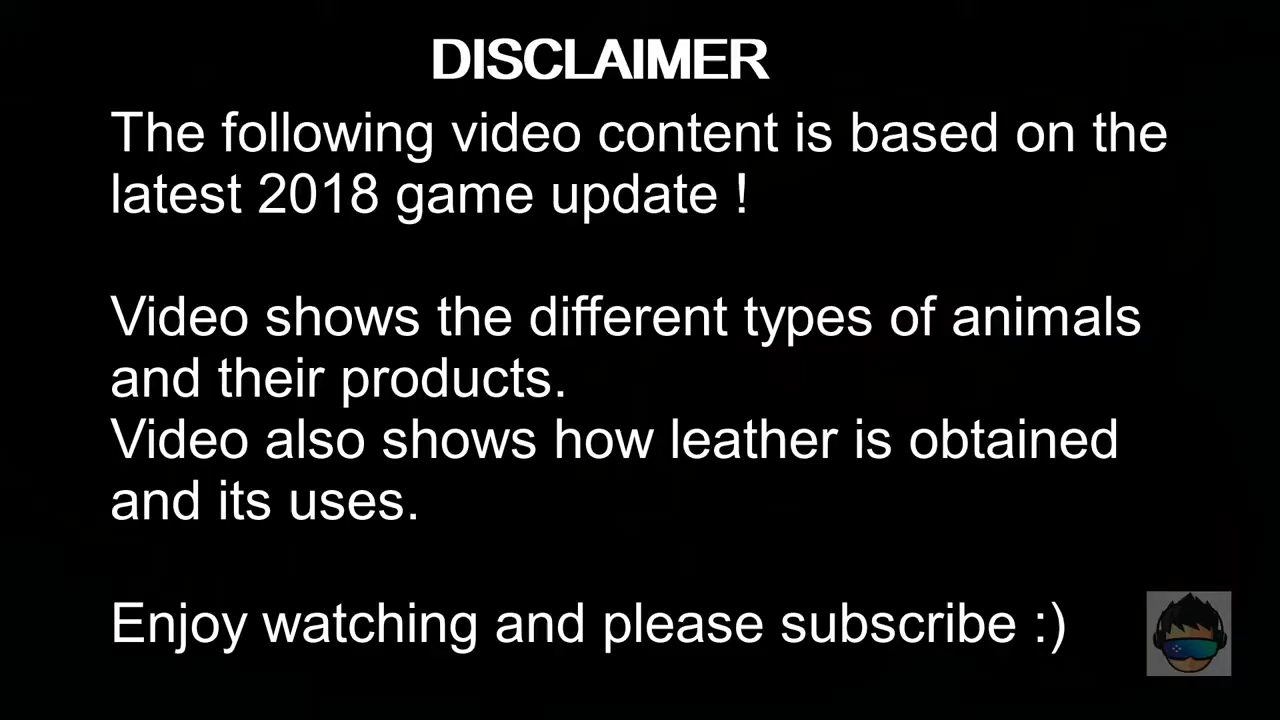 DISCLAIMER
The following video content is based on the
latest 2018 game update !
Video shows the different types of animals
and their products.
Video also shows how leather is obtained
and its uses.
Enjoy watching and please subscribe :)